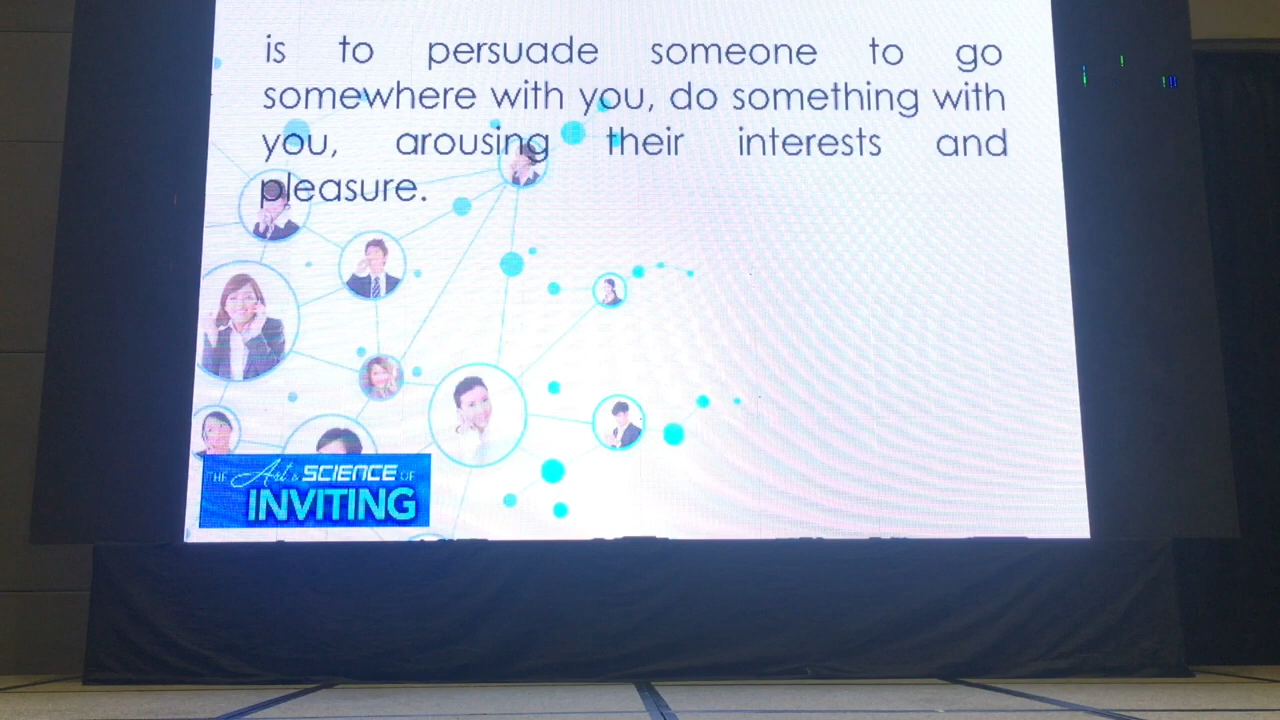 is to persuade someone to go
somewhere with you, do something with
you, arousing their interests and
pleasure.
THE Art & SCIENCE OF
INVITING